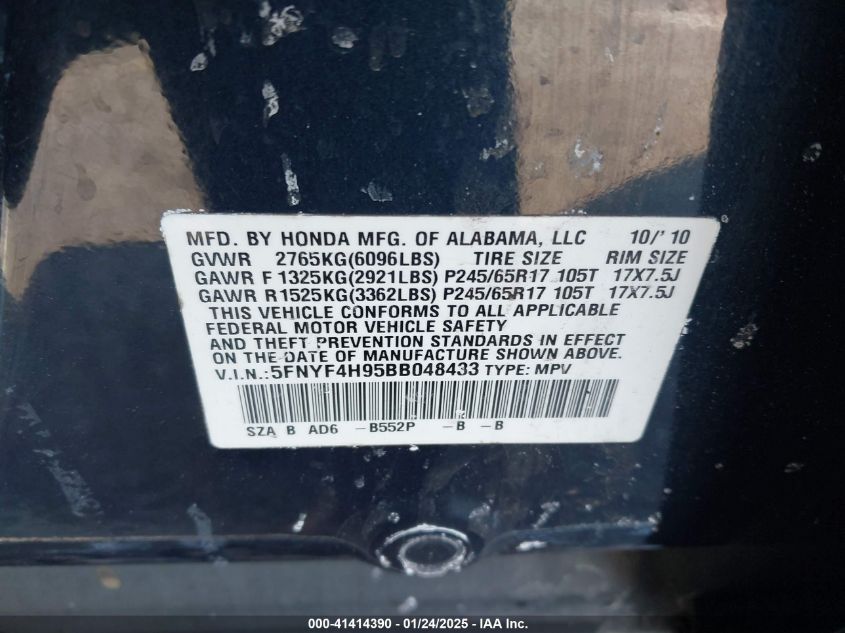 MFD. BY HONDA MFG. OF ALABAMA, LLC 10/'10
GVWR 2765KG(6096LBS) TIRE SIZE RIM SIZE
GAWR F 1325KG(2921LBS) P245/65R17 105T 17X7.5J
GAWR R 1525KG(3362LBS) P245/65R17 105T 17X7.5J
THIS VEHICLE CONFORMS TO ALL APPLICABLE
FEDERAL MOTOR VEHICLE SAFETY
AND THEFT PREVENTION STANDARDS IN EFFECT
ON THE DATE OF MANUFACTURE SHOWN ABOVE.
V.I.N.:5FNYF4H95BB048433 TYPE: MPV
SZA B AD6 -B552P -B -B
000-41414390 - 01/24/2025 - IAA Inc.